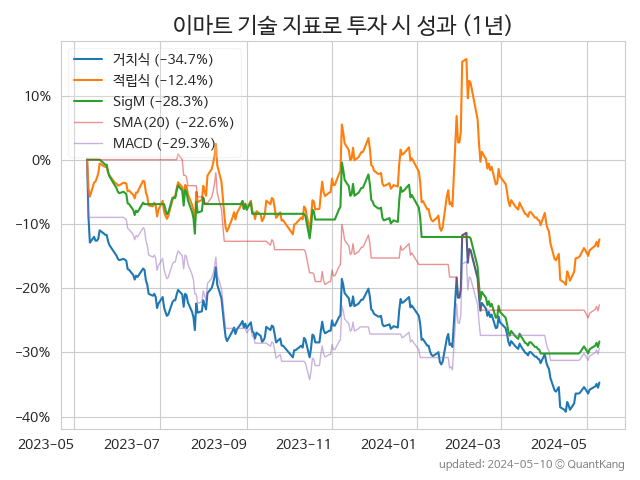 이마트 기술 지표로 투자 시 성과 (1년)
거치식 (−34.7%)
적립식 (−12.4%)
SigM (−28.3%)
SMA(20) (−22.6%)
MACD (−29.3%)
10%
0%
−10%
−20%
−30%
−40%
2023-05 2023-07 2023-09 2023-11 2024-01 2024-03 2024-05
updated: 2024-05-10 ⓒ QuantKang